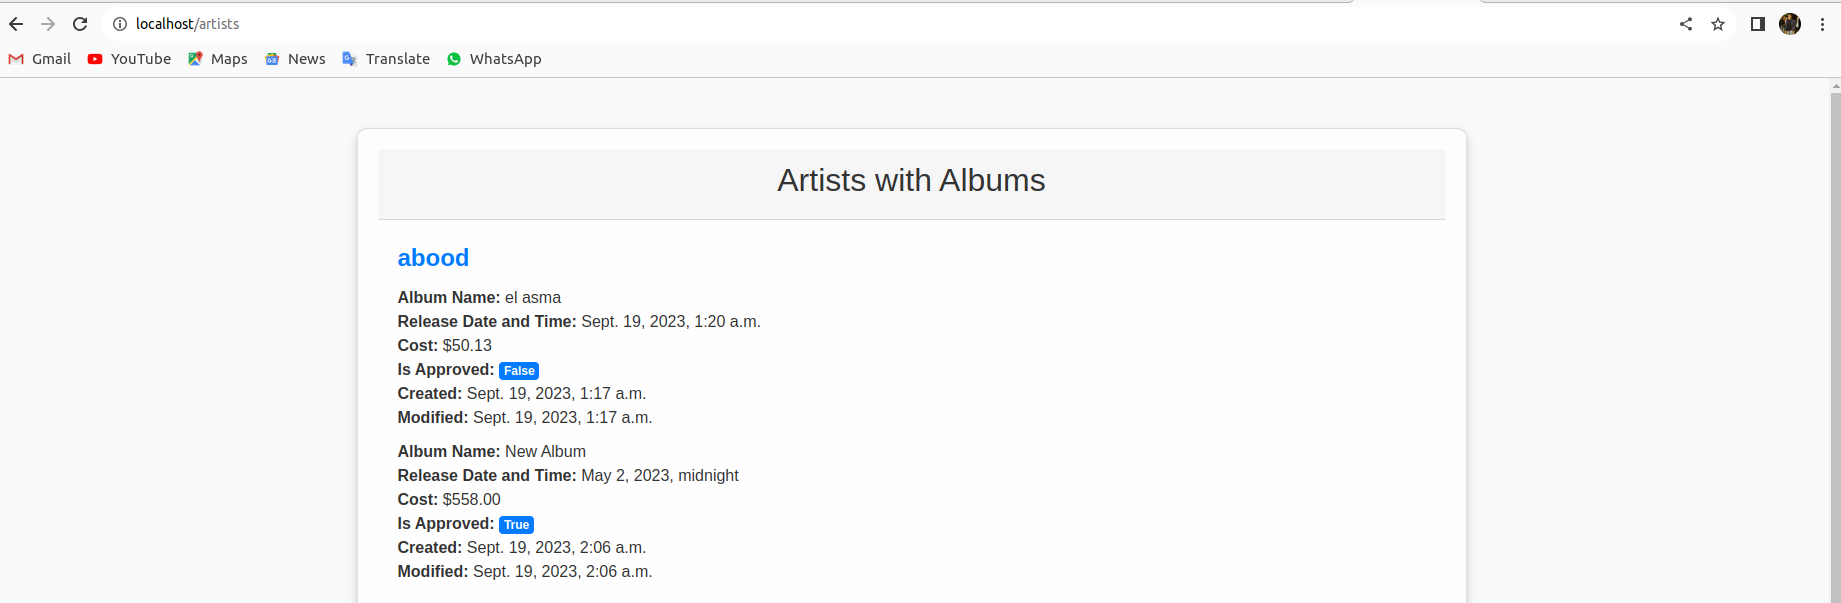 localhost/artists
Gmail YouTube Maps News Translate WhatsApp
Artists with Albums
abood
Album Name: el asma
Release Date and Time: Sept. 19, 2023, 1:20 a.m.
Cost: $50.13
Is Approved: False
Created: Sept. 19, 2023, 1:17 a.m.
Modified: Sept. 19, 2023, 1:17 a.m.
Album Name: New Album
Release Date and Time: May 2, 2023, midnight
Cost: $558.00
Is Approved: True
Created: Sept. 19, 2023, 2:06 a.m.
Modified: Sept. 19, 2023, 2:06 a.m.